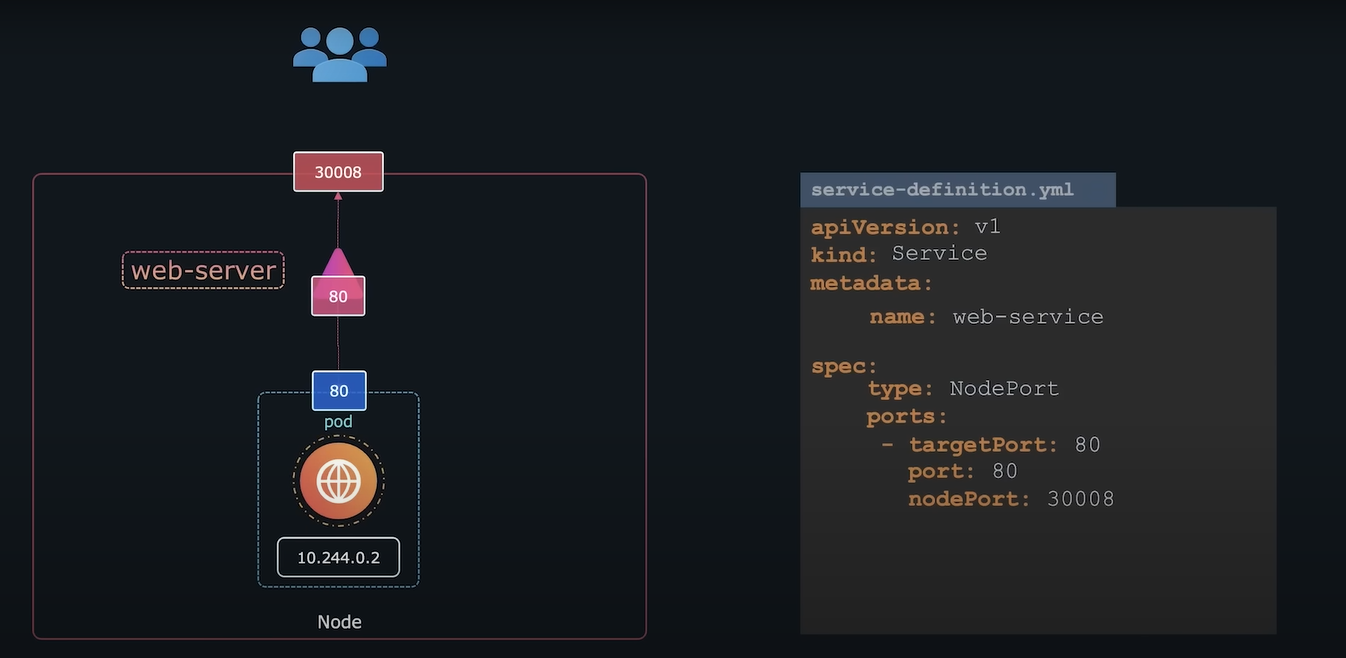 30008
web-server
80
80
pod
10.244.0.2
Node
service-definition.yml
apiVersion: v1
kind: Service
metadata:
name: web-service
spec:
type: NodePort
ports:
- targetPort: 80
port: 80
nodePort: 30008